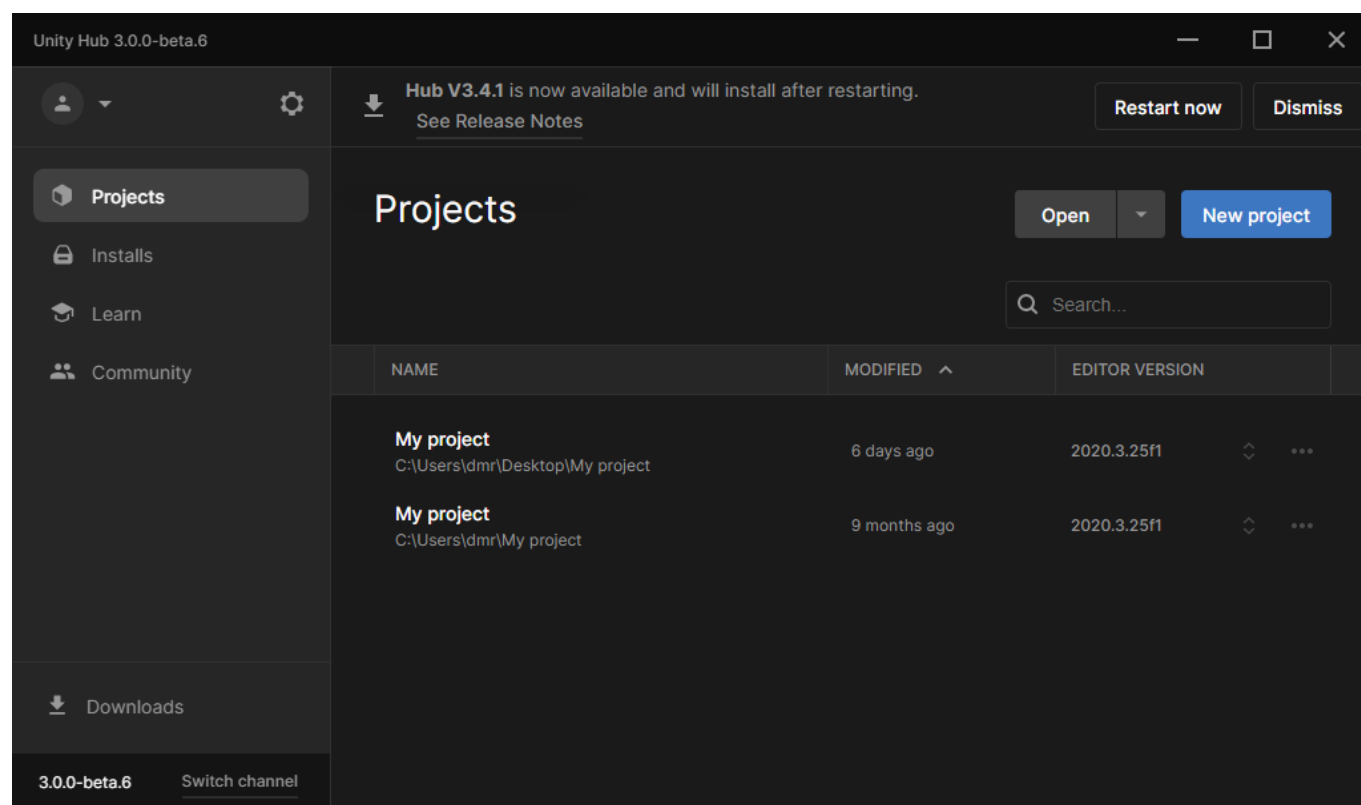 Unity Hub 3.0.0-beta.6
Hub V3.4.1 is now available and will install after restarting.
See Release Notes
Restart now
Dismiss
Projects
Installs
Learn
Community
Downloads
3.0.0-beta.6 Switch channel
Projects
Open
New project
Search...
NAME MODIFIED EDITOR VERSION
My project
C:\Users\dmr\Desktop\My project
6 days ago 2020.3.25f1
My project
C:\Users\dmr\My project
9 months ago 2020.3.25f1